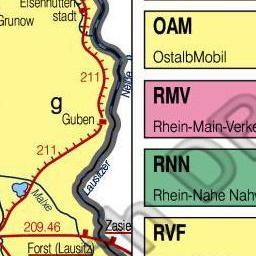 Eisenhütten-
stadt
Grunow
211
Neiße
g
Guben
211
Malxe
Lausitzer
209.46
Zasie
Forst (Lausitz)
OAM
OstalbMobil
RMV
Rhein-Main-Verke
RNN
Rhein-Nahe Nahv
RVF